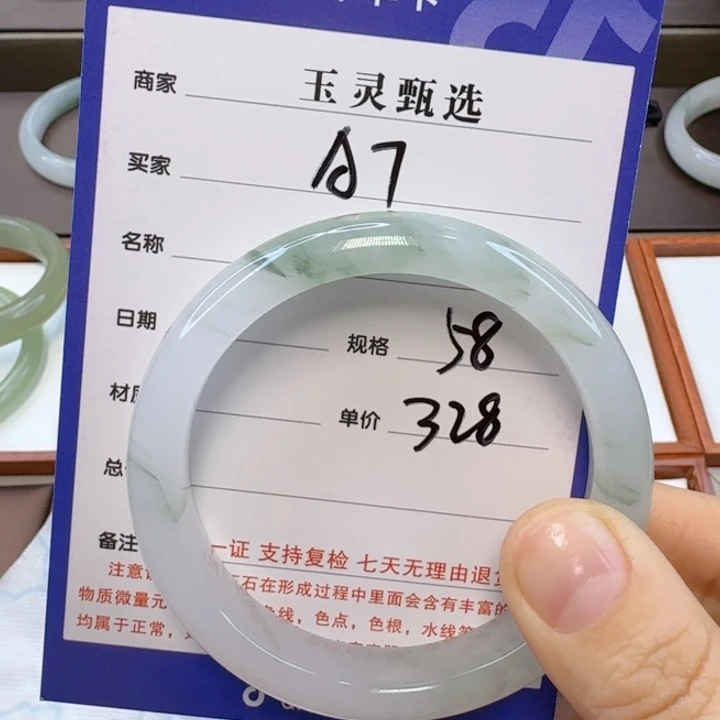 商家 玉灵甄选
买家 A7
名称
日期 规格 58
单价 328
备注
一证 支持复检 七天无理由退
注意
石在形成过程中里面会含有丰富的
物质微量元 色线，色点，色根，水线等
均属于正常，